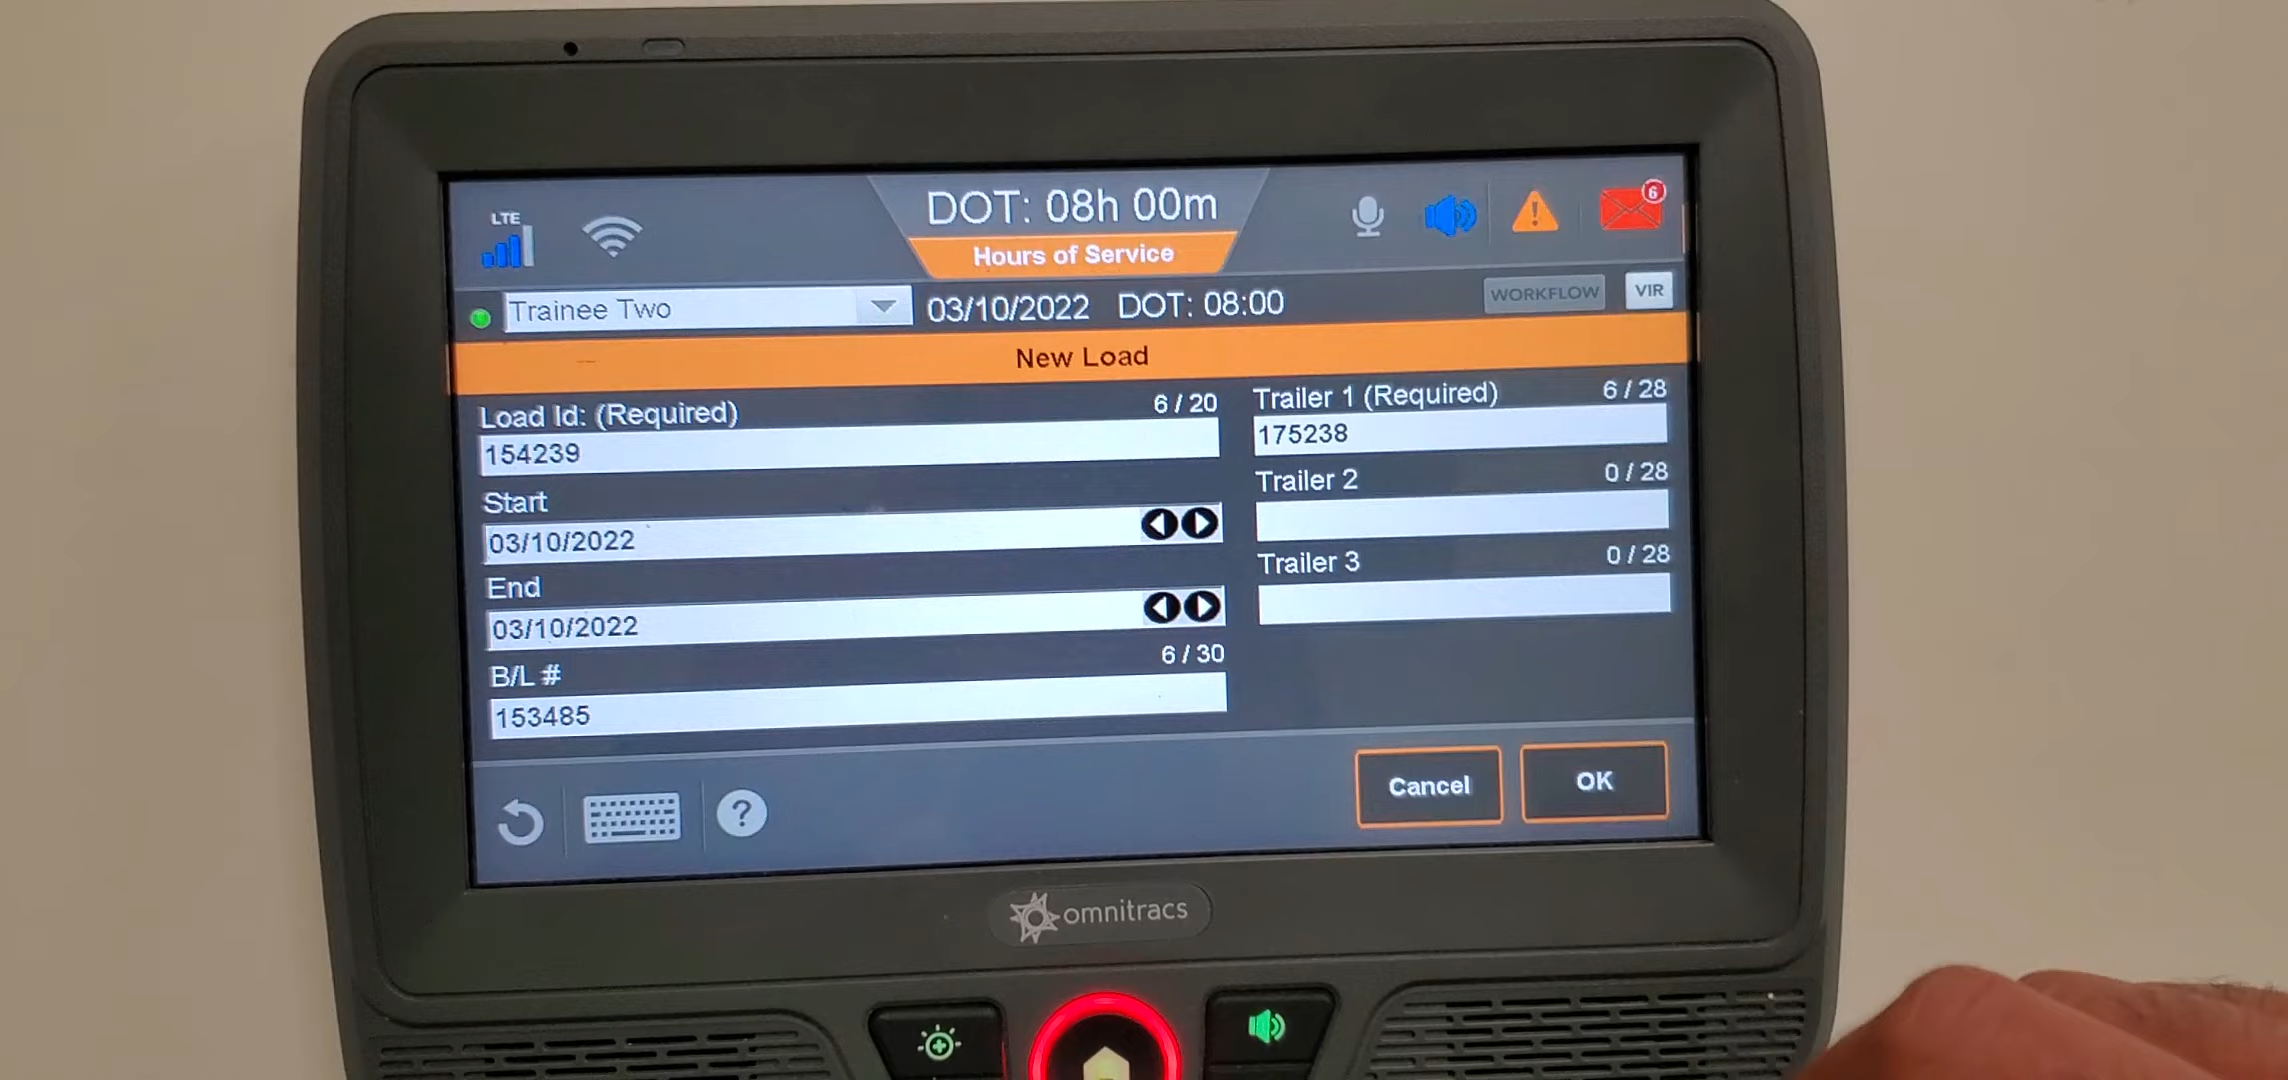 LTE
DOT: 08h 00m
6
Hours of Service
Trainee Two
03/10/2022 DOT: 08:00
WORKFLOW
VIR
New Load
Load Id: (Required) 6 / 20
154239
Start
03/10/2022
End
03/10/2022
B/L # 6 / 30
153485
Trailer 1 (Required) 6 / 28
175238
Trailer 2 0 / 28
Trailer 3 0 / 28
?
Cancel
OK
omnitracs